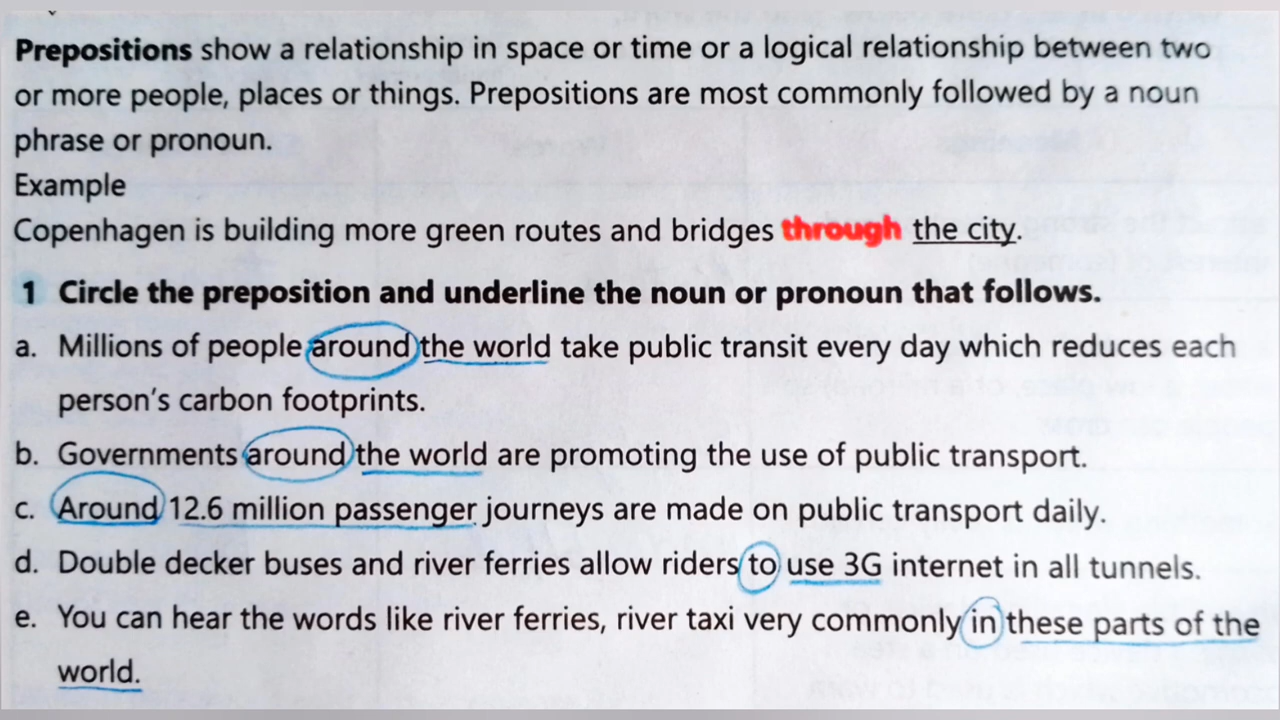 Prepositions show a relationship in space or time or a logical relationship between two
or more people, places or things. Prepositions are most commonly followed by a noun
phrase or pronoun.
Example
Copenhagen is building more green routes and bridges through the city.
1 Circle the preposition and underline the noun or pronoun that follows.
a. Millions of people around the world take public transit every day which reduces each
person's carbon footprints.
b. Governments around the world are promoting the use of public transport.
c. Around 12.6 million passenger journeys are made on public transport daily.
d. Double decker buses and river ferries allow riders to use 3G internet in all tunnels.
e. You can hear the words like river ferries, river taxi very commonly in these parts of the
world.